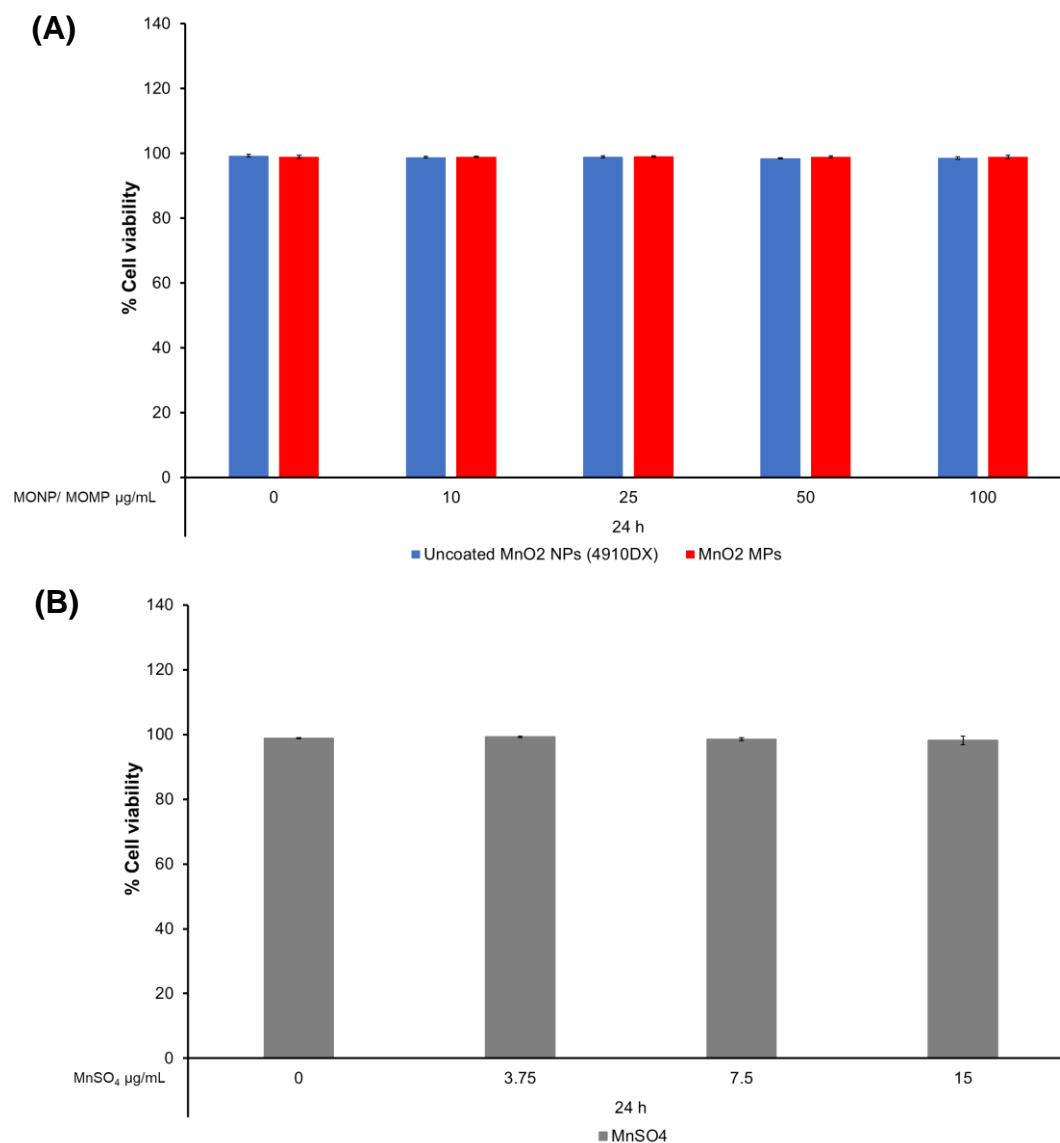 (A)
% Cell viability
140
120
100
80
60
40
20
0
MONP/ MOMP µg/mL 0 10 25 50 100
24 h
Uncoated MnO2 NPs (4910DX) MnO2 MPs
(B)
% Cell viability
140
120
100
80
60
40
20
0
MnSO₄ µg/mL 0 3.75 7.5 15
24 h
MnSO4